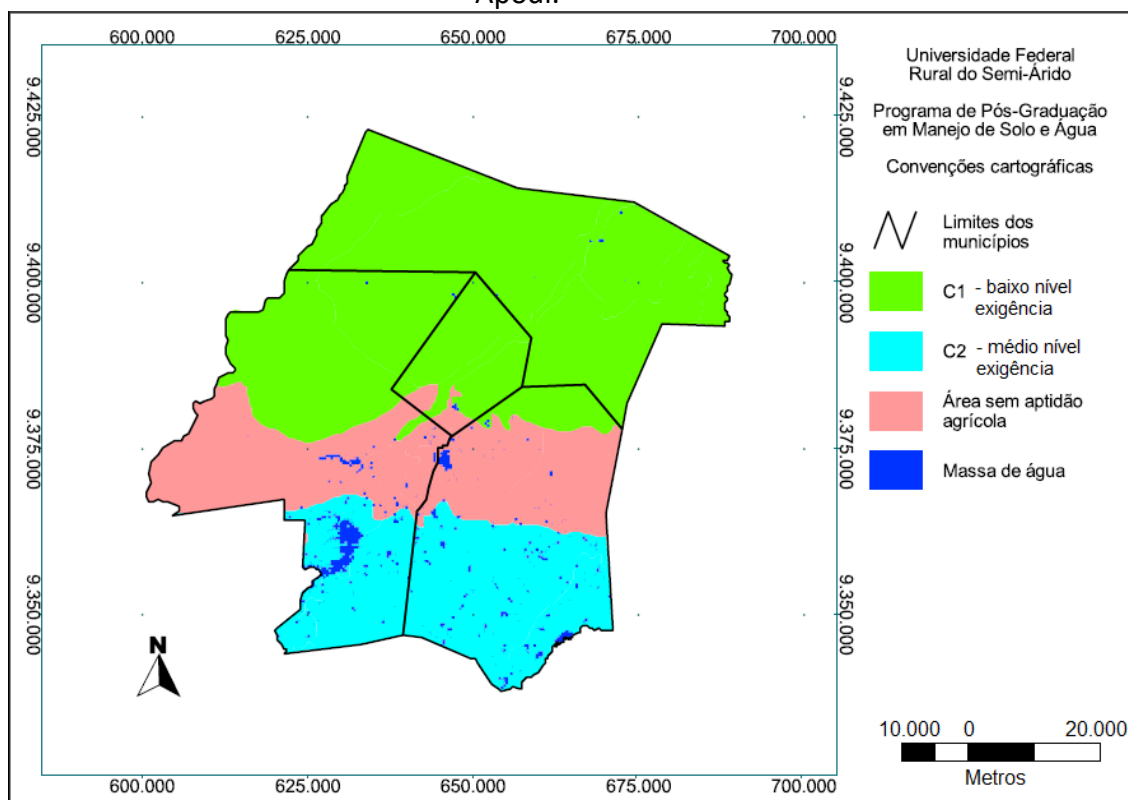 Apodi.
600.000 625.000 650.000 675.000 700.000
9.425.000 9.425.000
9.400.000 9.400.000
9.375.000 9.375.000
9.350.000 9.350.000
600.000 625.000 650.000 675.000 700.000
N
Universidade Federal
Rural do Semi-Árido
Programa de Pós-Graduação
em Manejo de Solo e Água
Convenções cartográficas
Limites dos
municípios
C1 - baixo nível
exigência
C2 - médio nível
exigência
Área sem aptidão
agrícola
Massa de água
10.000 0 20.000
Metros